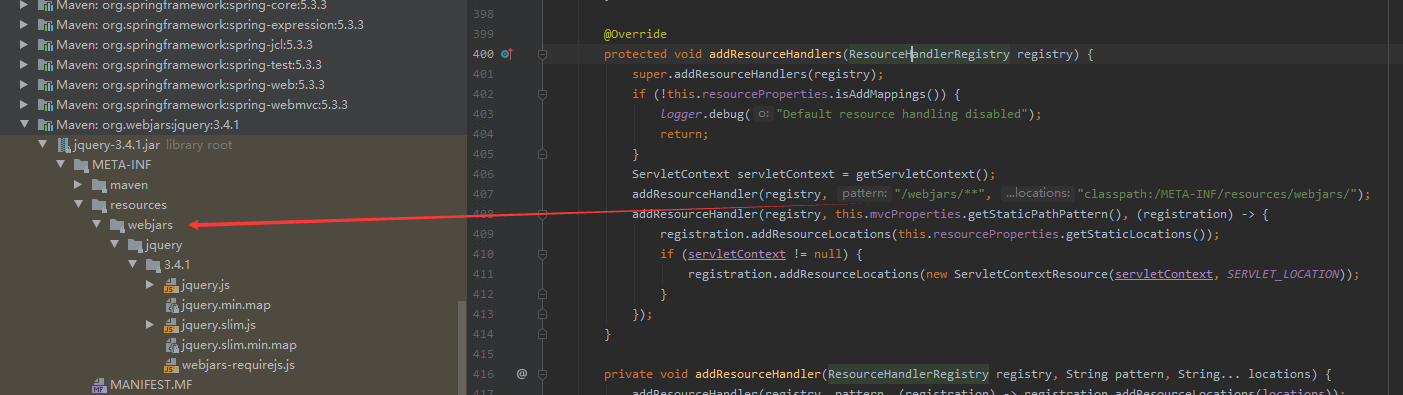 Maven: org.springframework:spring-core:5.3.3
Maven: org.springframework:spring-expression:5.3.3
Maven: org.springframework:spring-jcl:5.3.3
Maven: org.springframework:spring-test:5.3.3
Maven: org.springframework:spring-web:5.3.3
Maven: org.springframework:spring-webmvc:5.3.3
Maven: org.webjars:jquery:3.4.1
jquery-3.4.1.jar library root
META-INF
maven
resources
webjars
jquery
3.4.1
jquery.js
jquery.min.map
jquery.slim.js
jquery.slim.min.map
webjars-requirejs.js
MANIFEST.MF
398
399 @Override
400 protected void addResourceHandlers(ResourceHandlerRegistry registry) {
401 super.addResourceHandlers(registry);
402 if (!this.resourceProperties.isAddMappings()) {
403 logger.debug( o: "Default resource handling disabled");
404 return;
405 }
406 ServletContext servletContext = getServletContext();
407 addResourceHandler(registry, pattern: "/webjars/**", ...locations: "classpath:/META-INF/resources/webjars/");
408 addResourceHandler(registry, this.mvcProperties.getStaticPathPattern(), (registration) -> {
409 registration.addResourceLocations(this.resourceProperties.getStaticLocations());
410 if (servletContext != null) {
411 registration.addResourceLocations(new ServletContextResource(servletContext, SERVLET_LOCATION));
412 }
413 });
414 }
415
416 @ private void addResourceHandler(ResourceHandlerRegistry registry, String pattern, String... locations) {
417 addResourceHandler(registry, pattern, (registration) -> registration.addResourceLocations(locations));